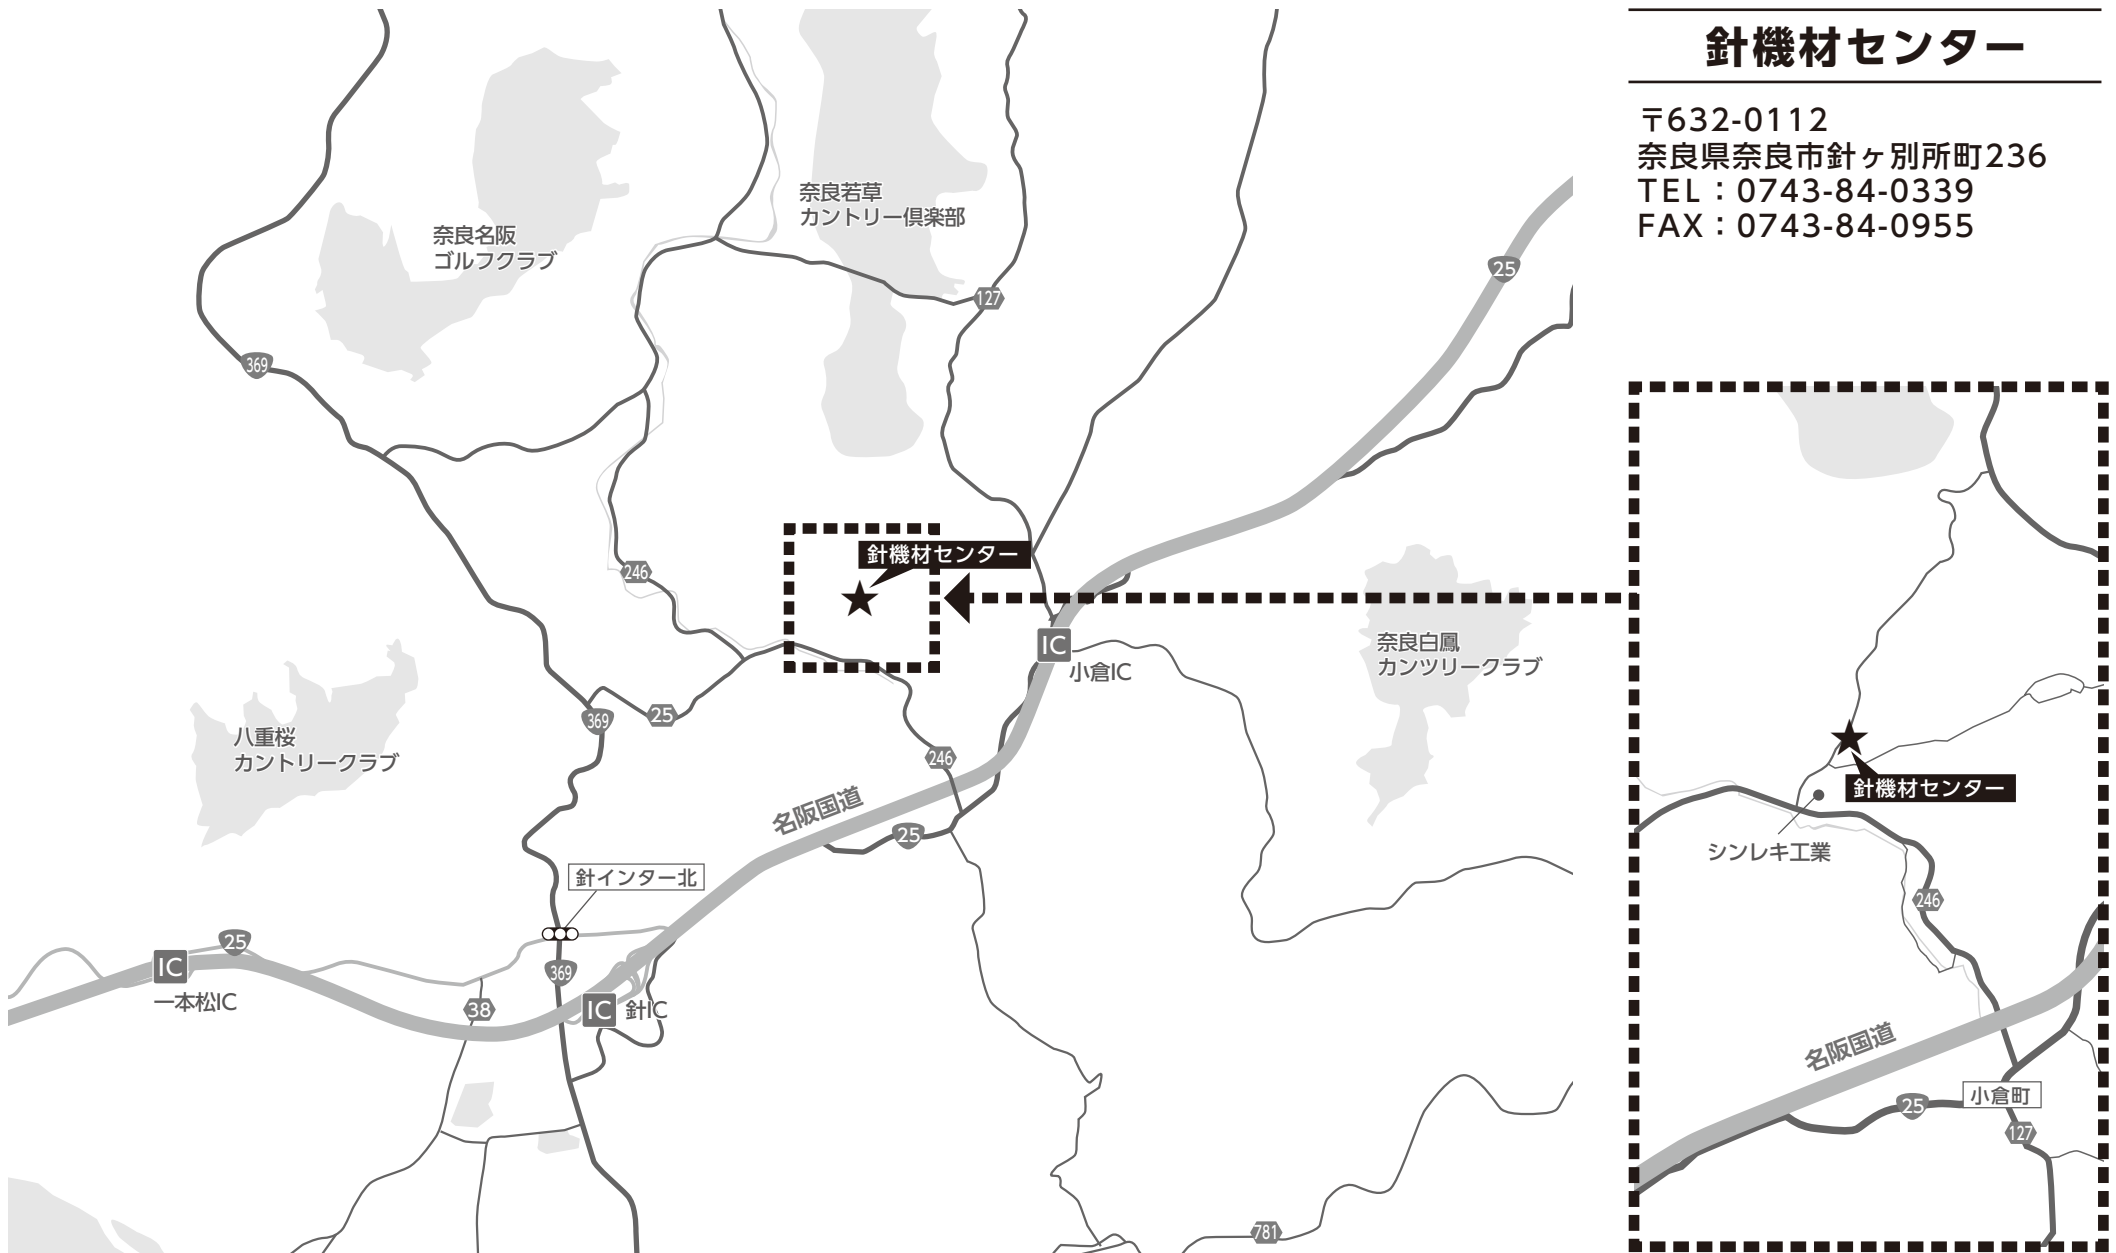 針機材センター
〒632-0112
奈良県奈良市針ヶ別所町236
TEL：0743-84-0339
FAX：0743-84-0955
奈良若草
カントリー倶楽部
奈良名阪
ゴルフクラブ
25
127
369
針機材センター
246
IC
小倉IC
奈良白鳳
カンツリークラブ
369
25
八重桜
カントリークラブ
246
名阪国道
25
針インター北
25
IC
一本松IC
369
38
IC
針IC
781
針機材センター
シンレキ工業
246
名阪国道
25
小倉町
127